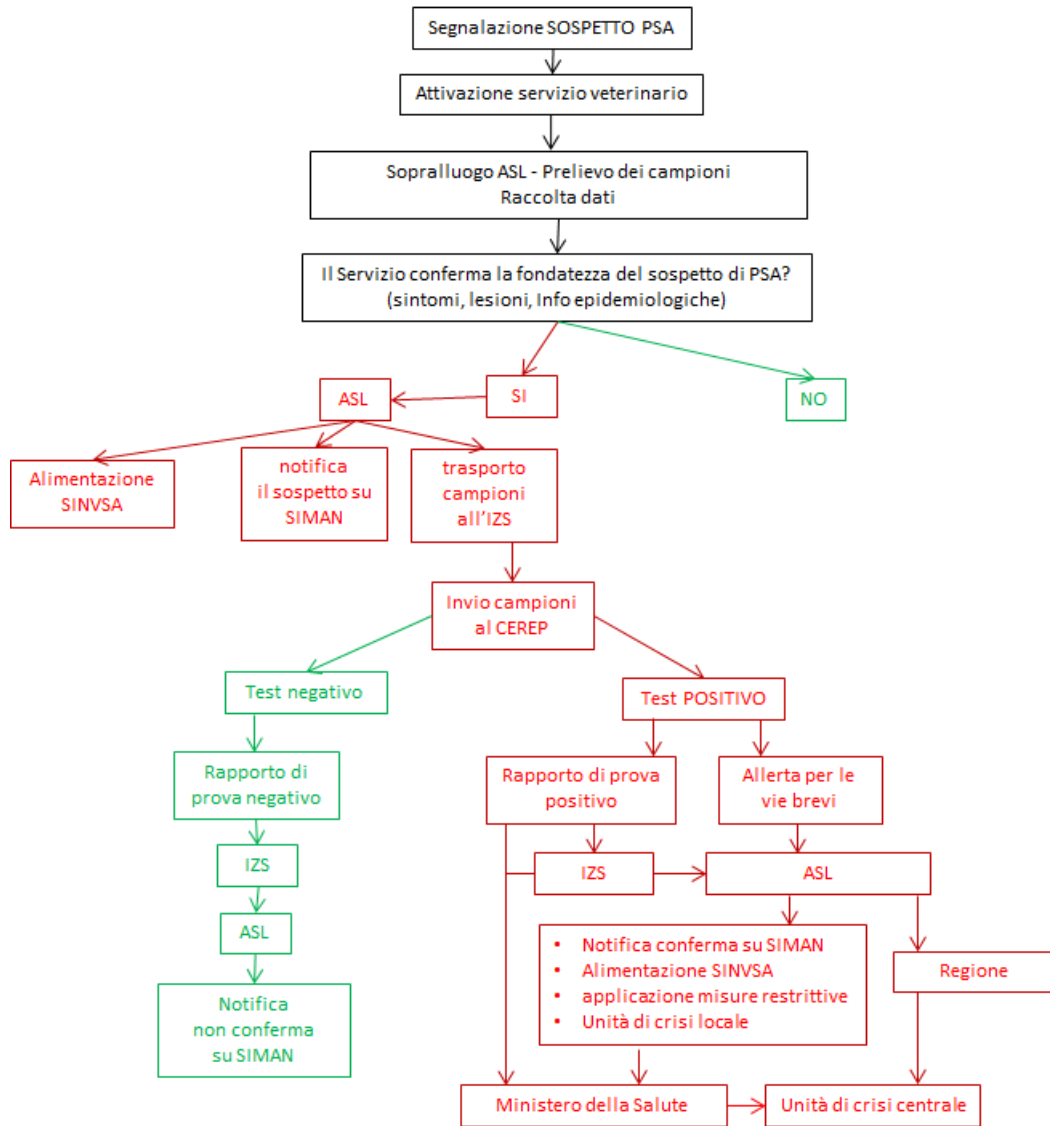 Segnalazione SOSPETTO PSA
Attivazione servizio veterinario
Sopralluogo ASL - Prelievo dei campioni
Raccolta dati
Il Servizio conferma la fondatezza del sospetto di PSA?
(sintomi, lesioni, Info epidemiologiche)
SI
NO
ASL
Alimentazione
SINVSA
notifica
il sospetto su
SIMAN
trasporto
campioni
all'IZS
Invio campioni
al CEREP
Test negativo
Test POSITIVO
Rapporto di
prova negativo
Rapporto di prova
positivo
Allerta per le
vie brevi
IZS
IZS
ASL
ASL
• Notifica conferma su SIMAN
• Alimentazione SINVSA
• applicazione misure restrittive
• Unità di crisi locale
Regione
Notifica
non conferma
su SIMAN
Ministero della Salute
Unità di crisi centrale